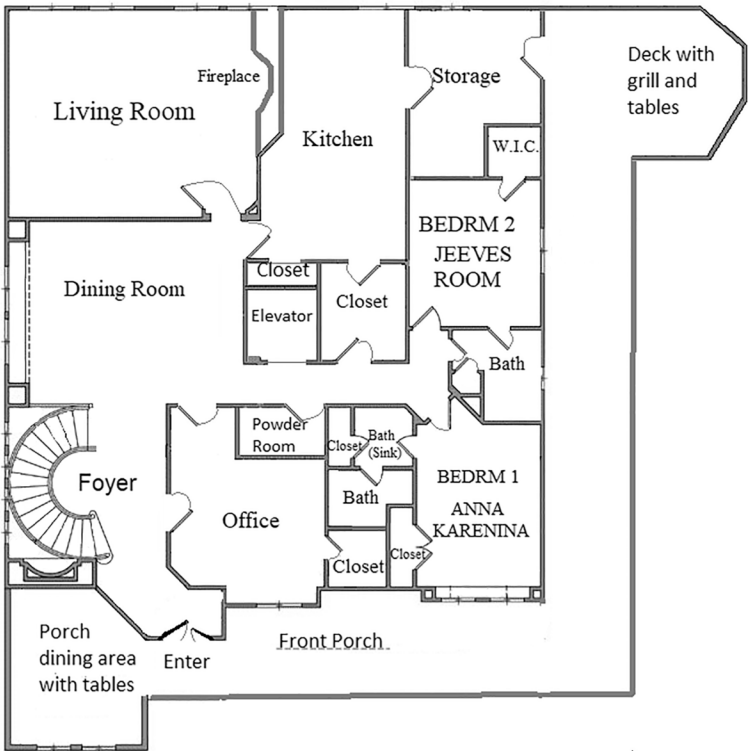 Fireplace
Living Room
Kitchen
Storage
W.I.C.
Deck with
grill and
tables
BEDRM 2
JEEVES
ROOM
Dining Room
Closet
Elevator
Closet
Bath
Powder
Room
Closet
Bath
(Sink)
Foyer
Office
Bath
BEDRM 1
ANNA
KARENINA
Closet
Closet
Porch
dining area
with tables
Enter
Front Porch